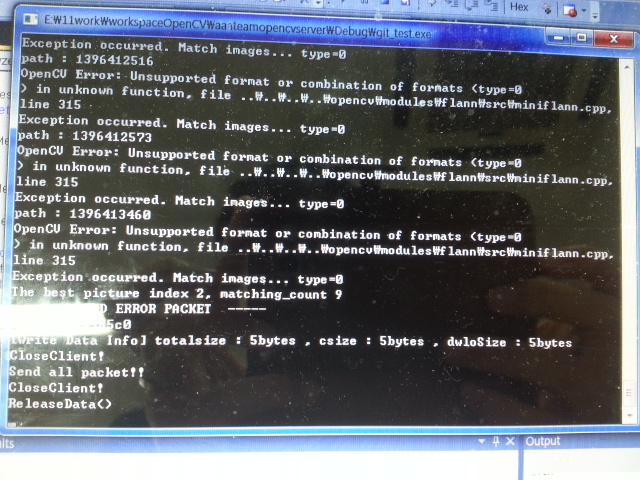 Hex
E:₩11work₩workspaceOpenCV₩aanteamopencvserver₩Debug₩git_test.exe
Exception occurred. Match images... type=0
path : 1396412516
OpenCV Error: Unsupported format or combination of formats (type=0
> in unknown function, file ..₩..₩..₩..₩opencv₩modules₩flann₩src₩miniflann.cpp,
line 315
Exception occurred. Match images... type=0
path : 1396412573
OpenCV Error: Unsupported format or combination of formats (type=0
> in unknown function, file ..₩..₩..₩..₩opencv₩modules₩flann₩src₩miniflann.cpp,
line 315
Exception occurred. Match images... type=0
path : 1396413460
OpenCV Error: Unsupported format or combination of formats (type=0
> in unknown function, file ..₩..₩..₩..₩opencv₩modules₩flann₩src₩miniflann.cpp,
line 315
Exception occurred. Match images... type=0
The best picture index 2, matching_count 9
ERROR PACKET -----
5c0
[Write Data Info] totalsize : 5bytes , csize : 5bytes , dwloSize : 5bytes
CloseClient!
Send all packet!!
CloseClient!
ReleaseData()
Output